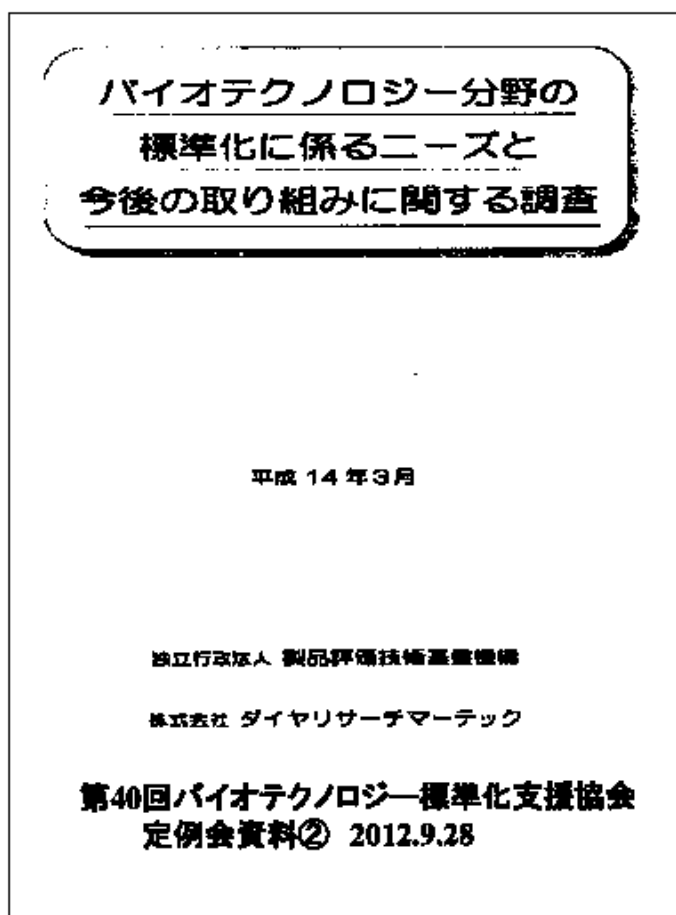 バイオテクノロジー分野の
標準化に係るニーズと
今後の取り組みに関する調査
平成 14 年 3 月
独立行政法人 製品評価技術基盤機構
株式会社 ダイヤリサーチマーテック
第40回バイオテクノロジー標準化支援協会
定例会資料② 2012.9.28